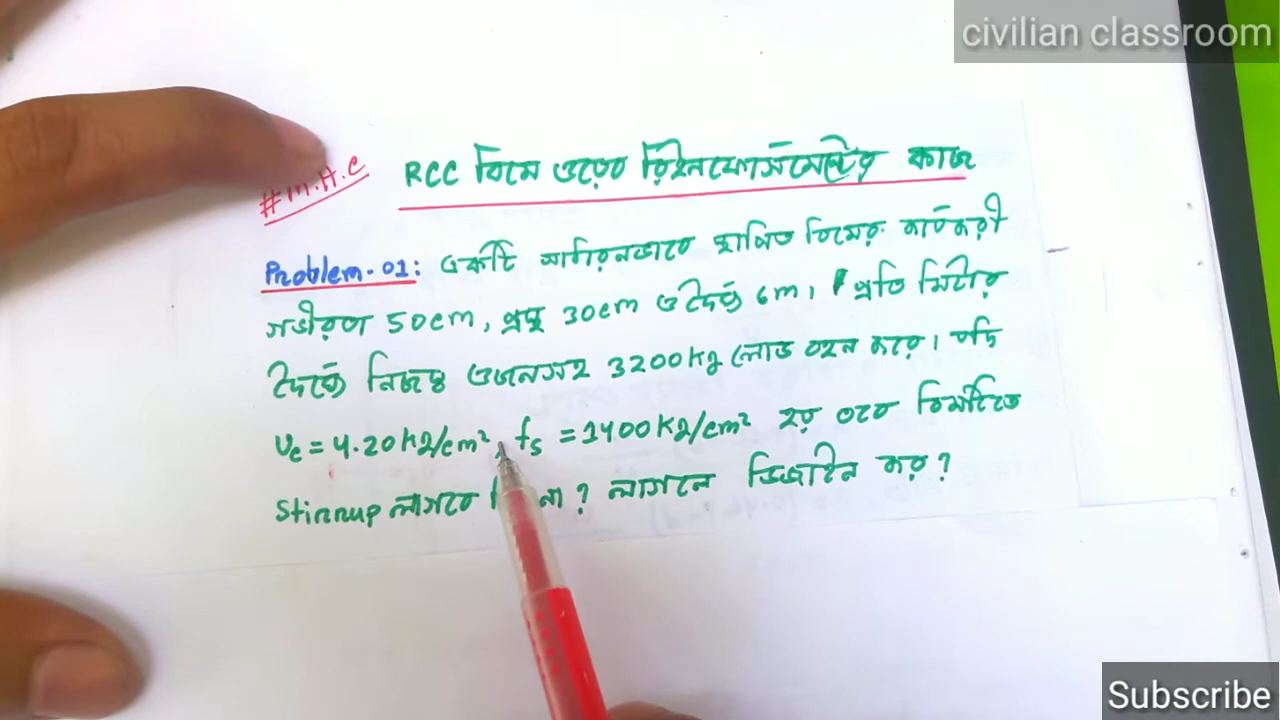 civilian classroom
#M.H.C
RCC বিমে ওয়েব রিইনফোর্সমেন্টের কাজ
Problem-01: একটি সাধারনভাবে স্থাপিত বিমের কার্যকরী
গভীরতা 50cm, প্রস্থ 30cm ও দৈর্ঘ্য 6m, প্রতি মিটার
দৈর্ঘ্যে নিজস্ব ওজনসহ 3200kg লোড বহন করে। যদি
Vc = 4.20kg/cm², fs = 1400kg/cm² হয় তবে বিমটিতে
Stirrup লাগবে না? লাগলে ডিজাইন কর?
Subscribe